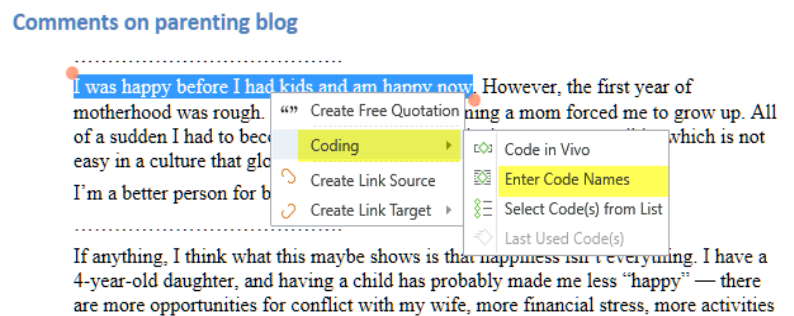 Comments on parenting blog
I was happy before I had kids and am happy now. However, the first year of
motherhood was rough. ning a mom forced me to grow up. All
of a sudden I had to which is not
easy in a culture that
I'm a better person for
“” Create Free Quotation
Coding
Create Link Source
Create Link Target
Code in Vivo
Enter Code Names
Select Code(s) from List
Last Used Code(s)
If anything, I think what this maybe shows is that happiness isn't everything. I have a
4-year-old daughter, and having a child has probably made me less “happy” — there
are more opportunities for conflict with my wife, more financial stress, more activities